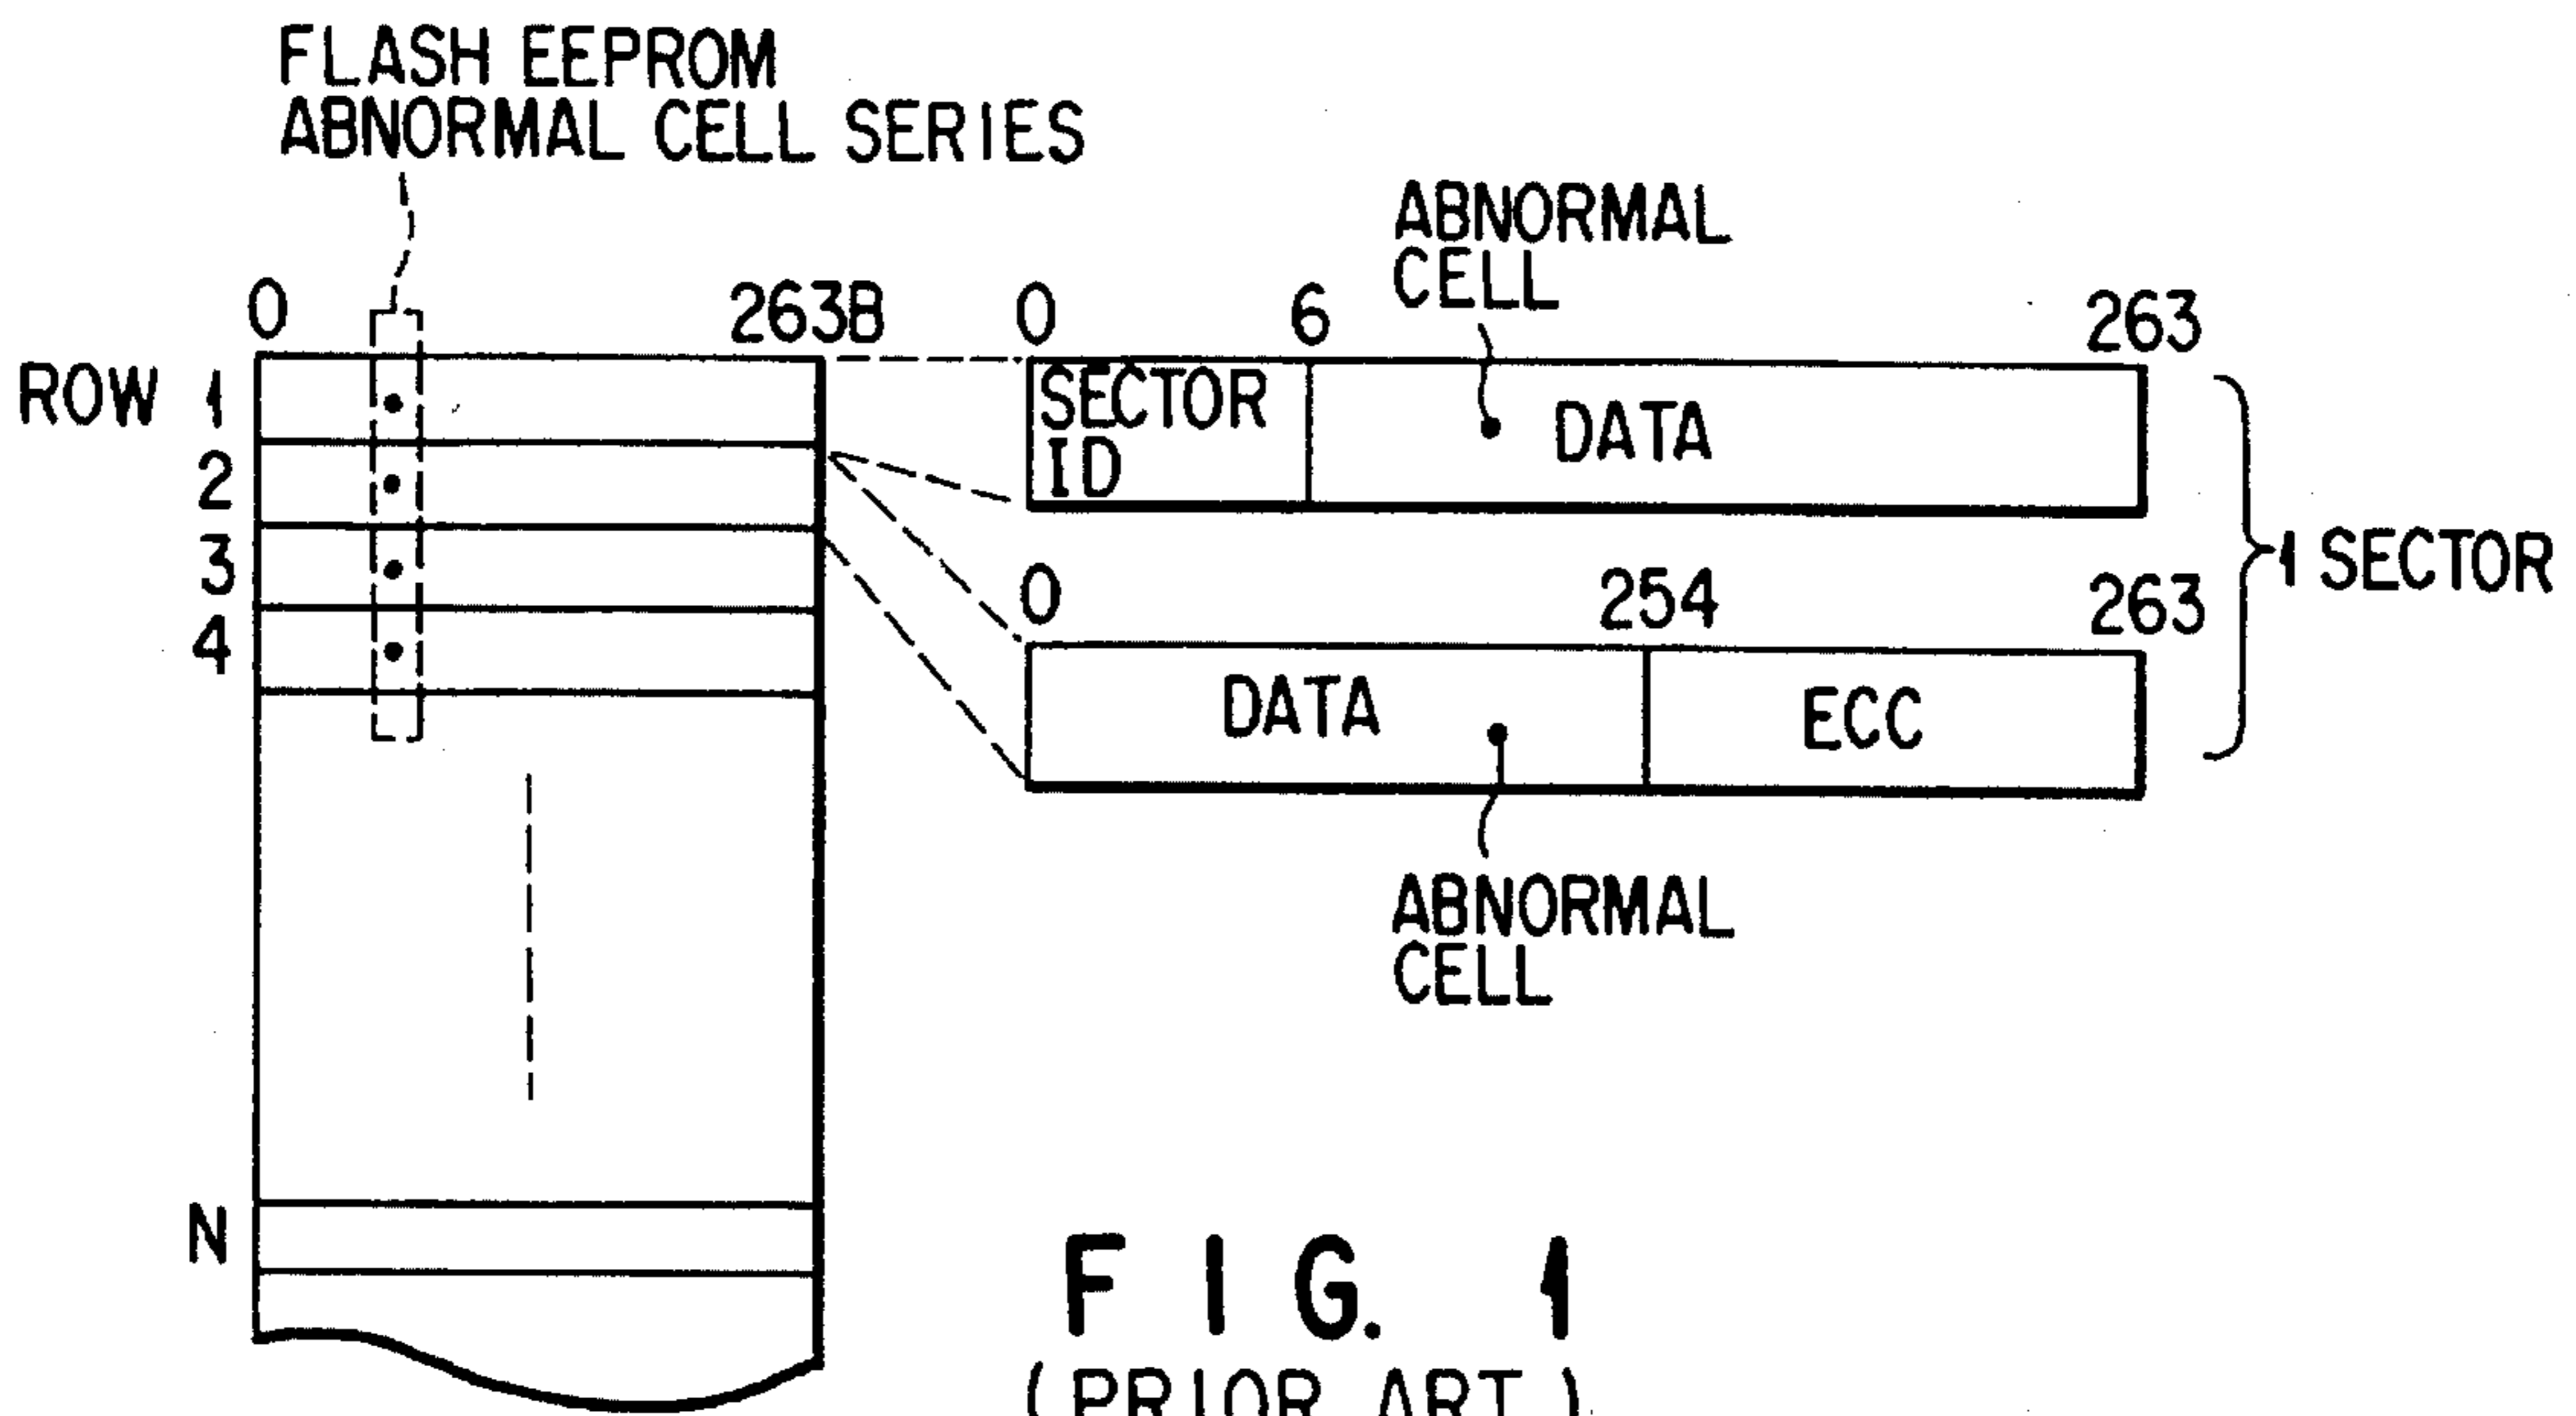 FLASH EEPROM
ABNORMAL CELL SERIES
ABNORMAL
CELL
0
263B
0
6
263
ROW 1
2
3
4
N
SECTOR
ID
DATA
1 SECTOR
0
254
263
DATA
ECC
ABNORMAL
CELL
FIG. 1
(PRIOR ART)